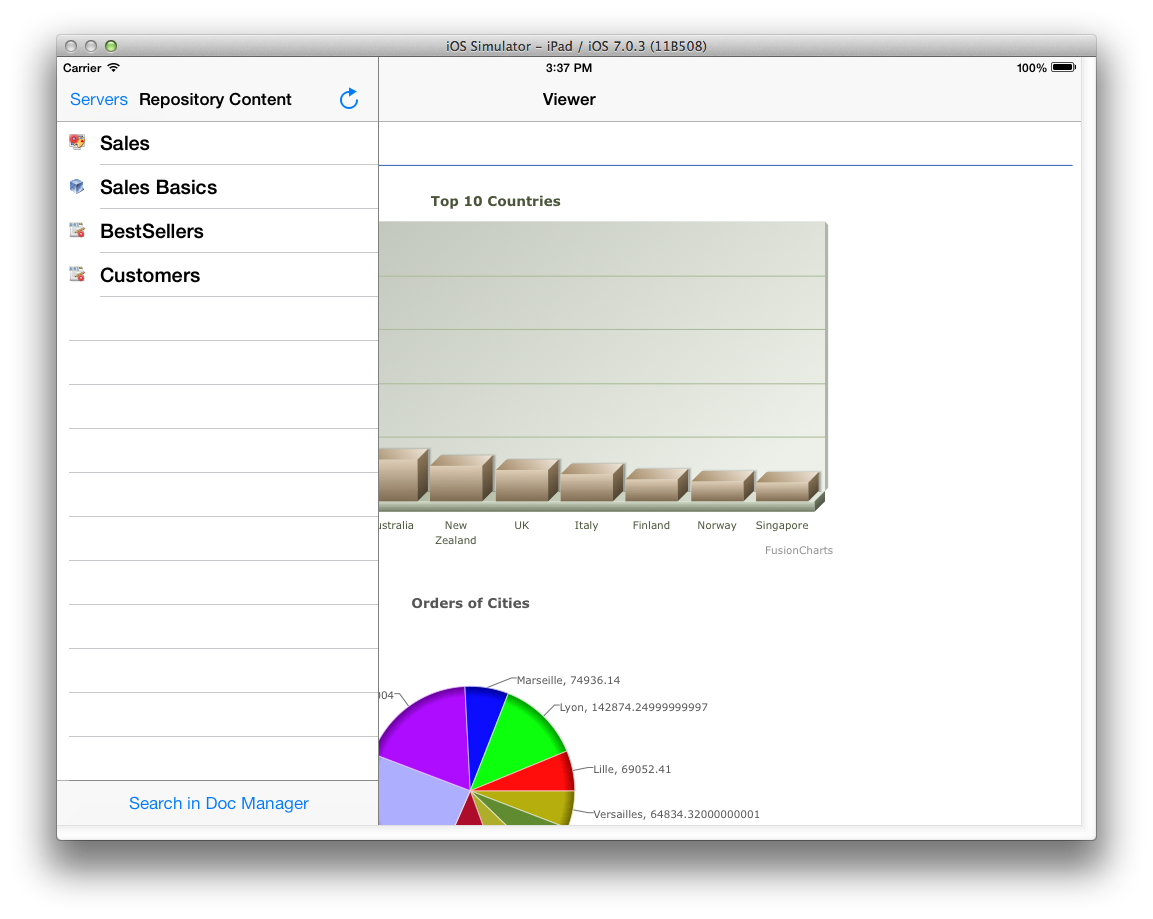 iOS Simulator – iPad / iOS 7.0.3 (11B508)
Carrier 3:37 PM 100%
Servers Repository Content Viewer
Sales
Sales Basics
BestSellers
Customers
Search in Doc Manager
Top 10 Countries
ustralia New Zealand UK Italy Finland Norway Singapore
FusionCharts
Orders of Cities
Marseille, 74936.14
004
Lyon, 142874.24999999997
Lille, 69052.41
Versailles, 64834.32000000001